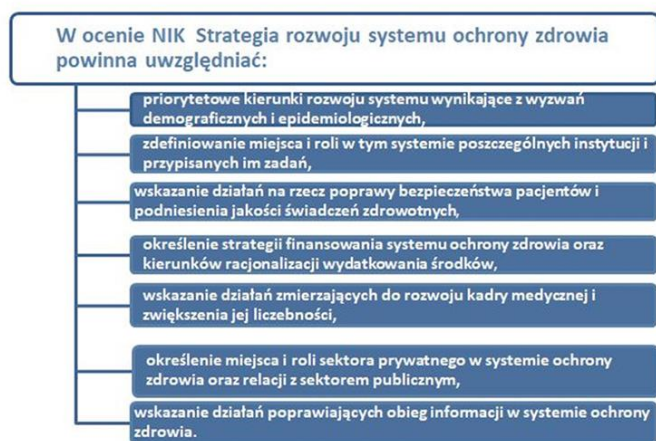 W ocenie NIK Strategia rozwoju systemu ochrony zdrowia
powinna uwzględniać:
priorytetowe kierunki rozwoju systemu wynikające z wyzwań
demograficznych i epidemiologicznych,
zdefiniowanie miejsca i roli w tym systemie poszczególnych instytucji i
przypisanych im zadań,
wskazanie działań na rzecz poprawy bezpieczeństwa pacjentów i
podniesienia jakości świadczeń zdrowotnych,
określenie strategii finansowania systemu ochrony zdrowia oraz
kierunków racjonalizacji wydatkowania środków,
wskazanie działań zmierzających do rozwoju kadry medycznej i
zwiększenia jej liczebności,
określenie miejsca i roli sektora prywatnego w systemie ochrony
zdrowia oraz relacji z sektorem publicznym,
wskazanie działań poprawiających obieg informacji w systemie ochrony
zdrowia.